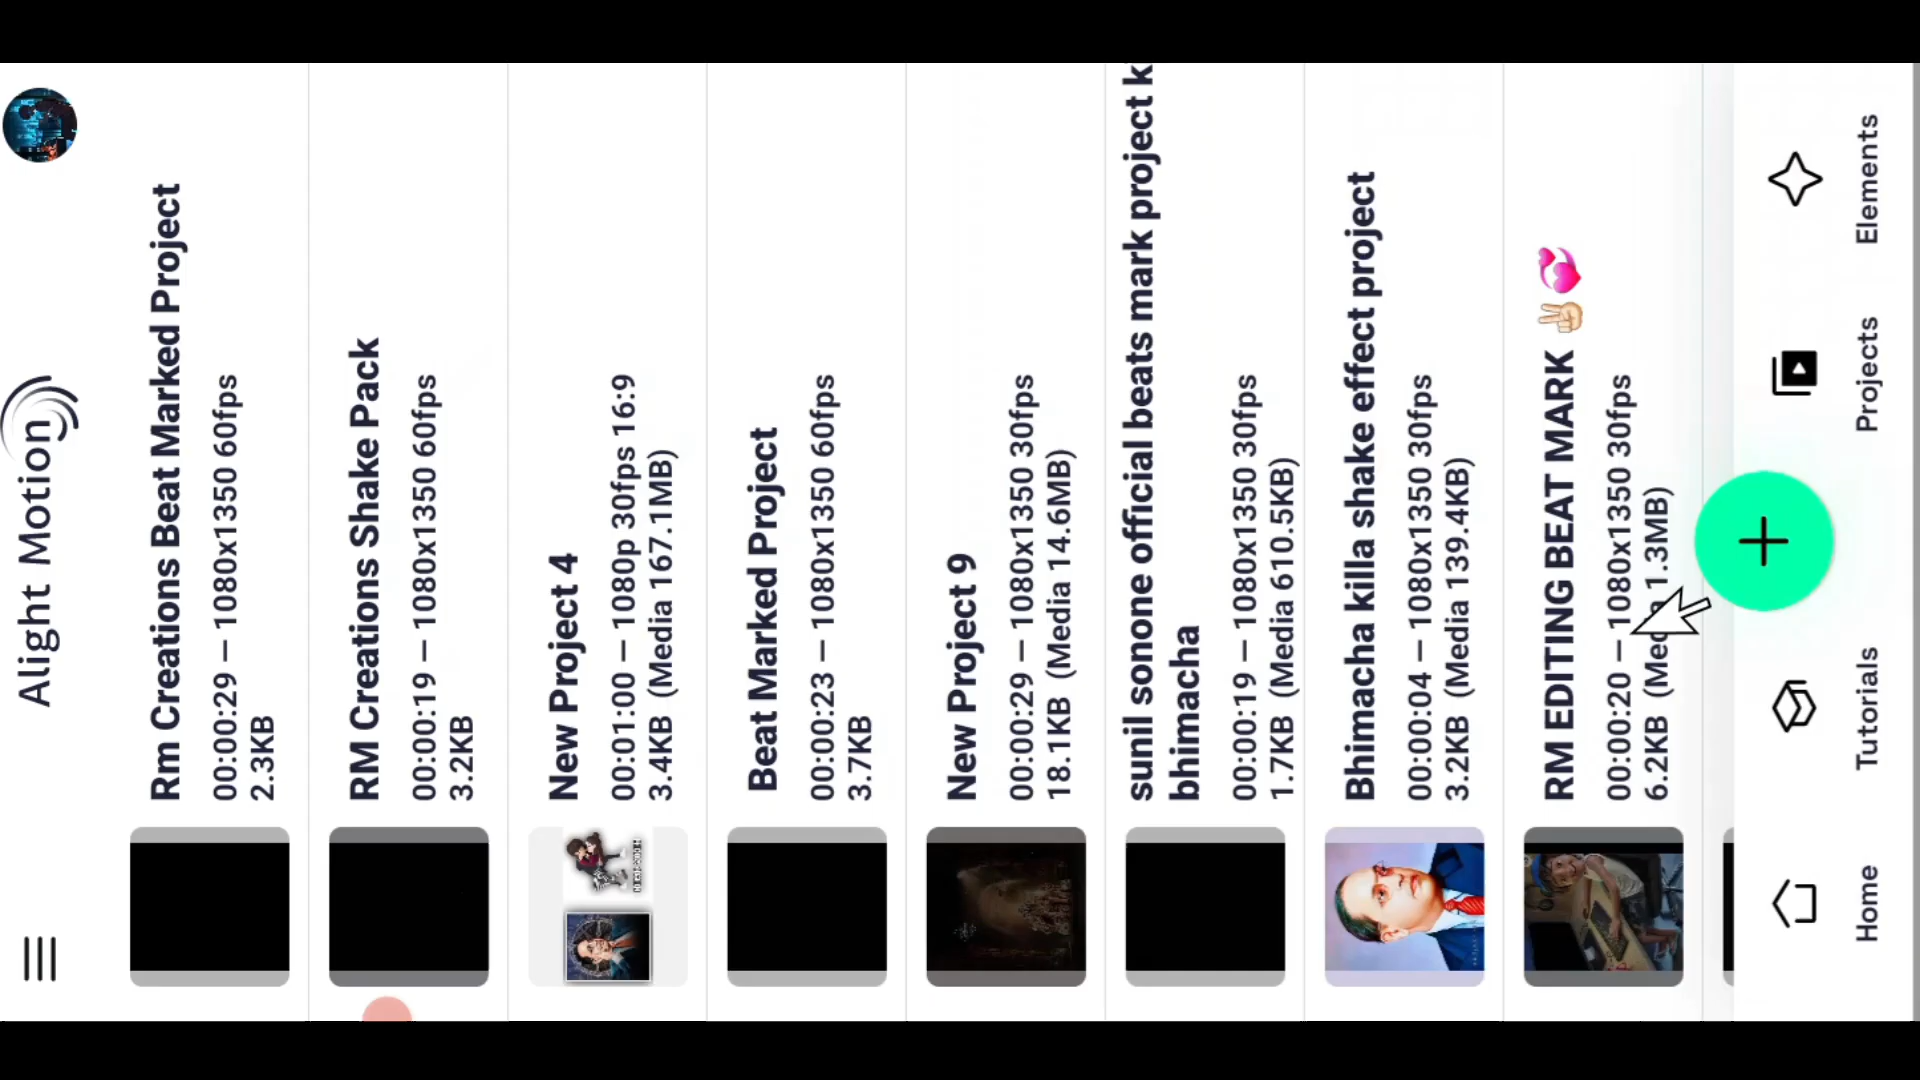 Alight Motion
Rm Creations Beat Marked Project
00:00:29 — 1080x1350 60fps
2.3KB
RM Creations Shake Pack
00:00:19 — 1080x1350 60fps
3.2KB
New Project 4
00:01:00 — 1080p 30fps 16:9
3.4KB (Media 167.1MB)
Beat Marked Project
00:00:23 — 1080x1350 60fps
3.7KB
New Project 9
00:00:29 — 1080x1350 30fps
18.1KB (Media 14.6MB)
sunil sonone official beats mark project k
bhimacha
00:00:19 — 1080x1350 30fps
1.7KB (Media 610.5KB)
Bhimacha killa shake effect project
00:00:04 — 1080x1350 30fps
3.2KB (Media 139.4KB)
RM EDITING BEAT MARK ✌🏻💞
00:00:20 — 1080x1350 30fps
6.2KB 1.3MB)
Home
Tutorials
Projects
Elements